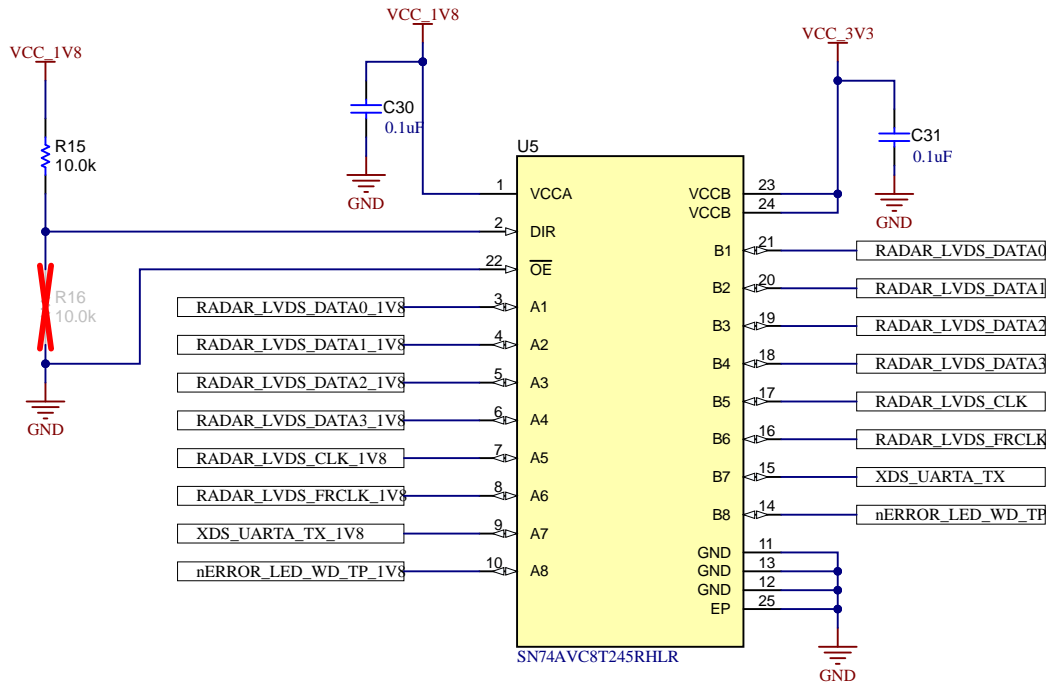 VCC_1V8
VCC_1V8
VCC_3V3
C30
0.1uF
C31
0.1uF
R15
10.0k
GND
GND
U5
1 VCCA
VCCB 23
VCCB 24
2 DIR
22 OE
B1 21 RADAR_LVDS_DATA0
R16
10.0k
RADAR_LVDS_DATA0_1V8 3 A1
B2 20 RADAR_LVDS_DATA1
RADAR_LVDS_DATA1_1V8 4 A2
B3 19 RADAR_LVDS_DATA2
RADAR_LVDS_DATA2_1V8 5 A3
B4 18 RADAR_LVDS_DATA3
GND
RADAR_LVDS_DATA3_1V8 6 A4
B5 17 RADAR_LVDS_CLK
RADAR_LVDS_CLK_1V8 7 A5
B6 16 RADAR_LVDS_FRCLK
RADAR_LVDS_FRCLK_1V8 8 A6
B7 15 XDS_UARTA_TX
XDS_UARTA_TX_1V8 9 A7
B8 14 nERROR_LED_WD_TP
nERROR_LED_WD_TP_1V8 10 A8
GND 11
GND 13
GND 12
EP 25
SN74AVC8T245RHLR
GND